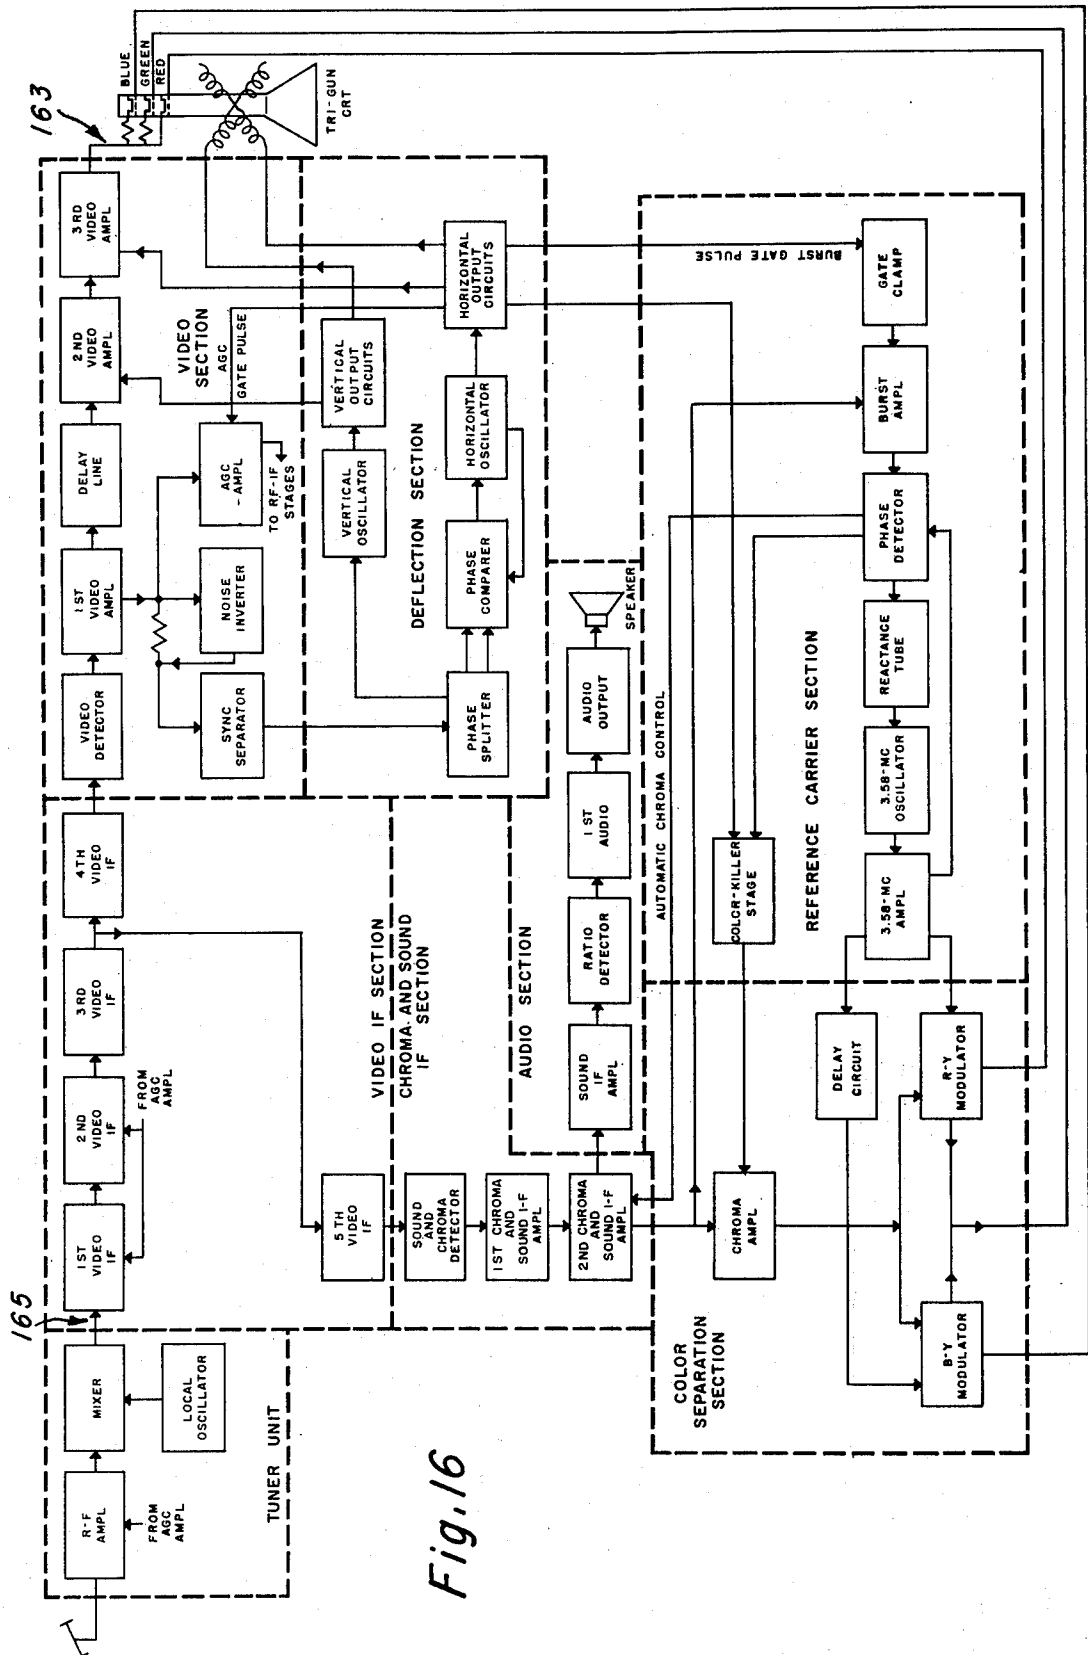 163
BLUE
GREEN
RED
TRI-GUN
CRT
3RD
VIDEO
AMPL
2ND
VIDEO
AMPL
DELAY
LINE
1ST
VIDEO
AMPL
VIDEO
DETECTOR
VIDEO
SECTION
AGC
GATE PULSE
AGC
-AMPL
TO RF-IF
STAGES
NOISE
INVERTER
SYNC
SEPARATOR
VERTICAL
OUTPUT
CIRCUITS
VERTICAL
OSCILLATOR
DEFLECTION SECTION
HORIZONTAL
OUTPUT
CIRCUITS
HORIZONTAL
OSCILLATOR
PHASE
COMPARER
PHASE
SPLITTER
4TH
VIDEO
IF
3RD
VIDEO
IF
2ND
VIDEO
IF
1ST
VIDEO
IF
FROM
AGC
AMPL
165
VIDEO IF SECTION
CHROMA AND SOUND
IF
SECTION
5TH
VIDEO
IF
SOUND
AND
CHROMA
DETECTOR
1ST CHROMA
AND
SOUND I-F
AMPL
2ND CHROMA
AND
SOUND I-F
AMPL
MIXER
LOCAL
OSCILLATOR
R-F
AMPL
FROM
AGC
AMPL
TUNER UNIT
AUDIO SECTION
SOUND
IF
AMPL
RATIO
DETECTOR
1ST
AUDIO
AUDIO
OUTPUT
SPEAKER
AUTOMATIC CHROMA CONTROL
BURST GATE PULSE
GATE
CLAMP
BURST
AMPL
PHASE
DETECTOR
REACTANCE
TUBE
3.58-MC
OSCILLATOR
3.58-MC
AMPL
COLCR-KILLER
STAGE
REFERENCE CARRIER SECTION
DELAY
CIRCUIT
R-Y
MODULATOR
CHROMA
AMPL
B-Y
MODULATOR
COLOR
SEPARATION
SECTION
Fig. 16